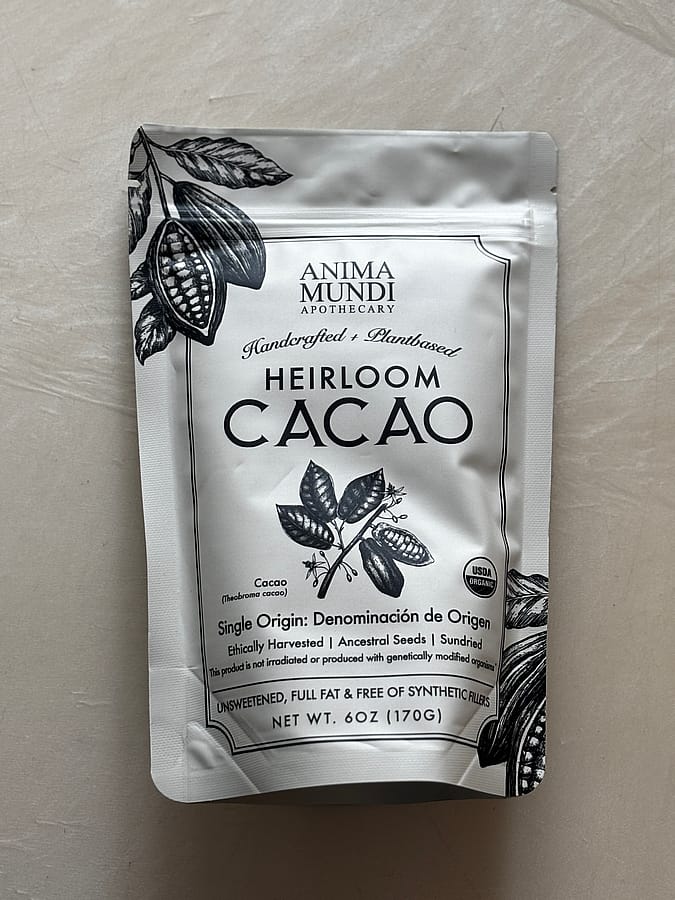 ANIMA
MUNDI
APOTHECARY
Handcrafted + Plantbased
HEIRLOOM
CACAO
Cacao
(Theobroma cacao)
USDA
ORGANIC
Single Origin: Denominación de Origen
Ethically Harvested | Ancestral Seeds | Sundried
This product is not irradiated or produced with genetically modified organisms*
UNSWEETENED, FULL FAT & FREE OF SYNTHETIC FILLERS
NET WT. 6OZ (170G)